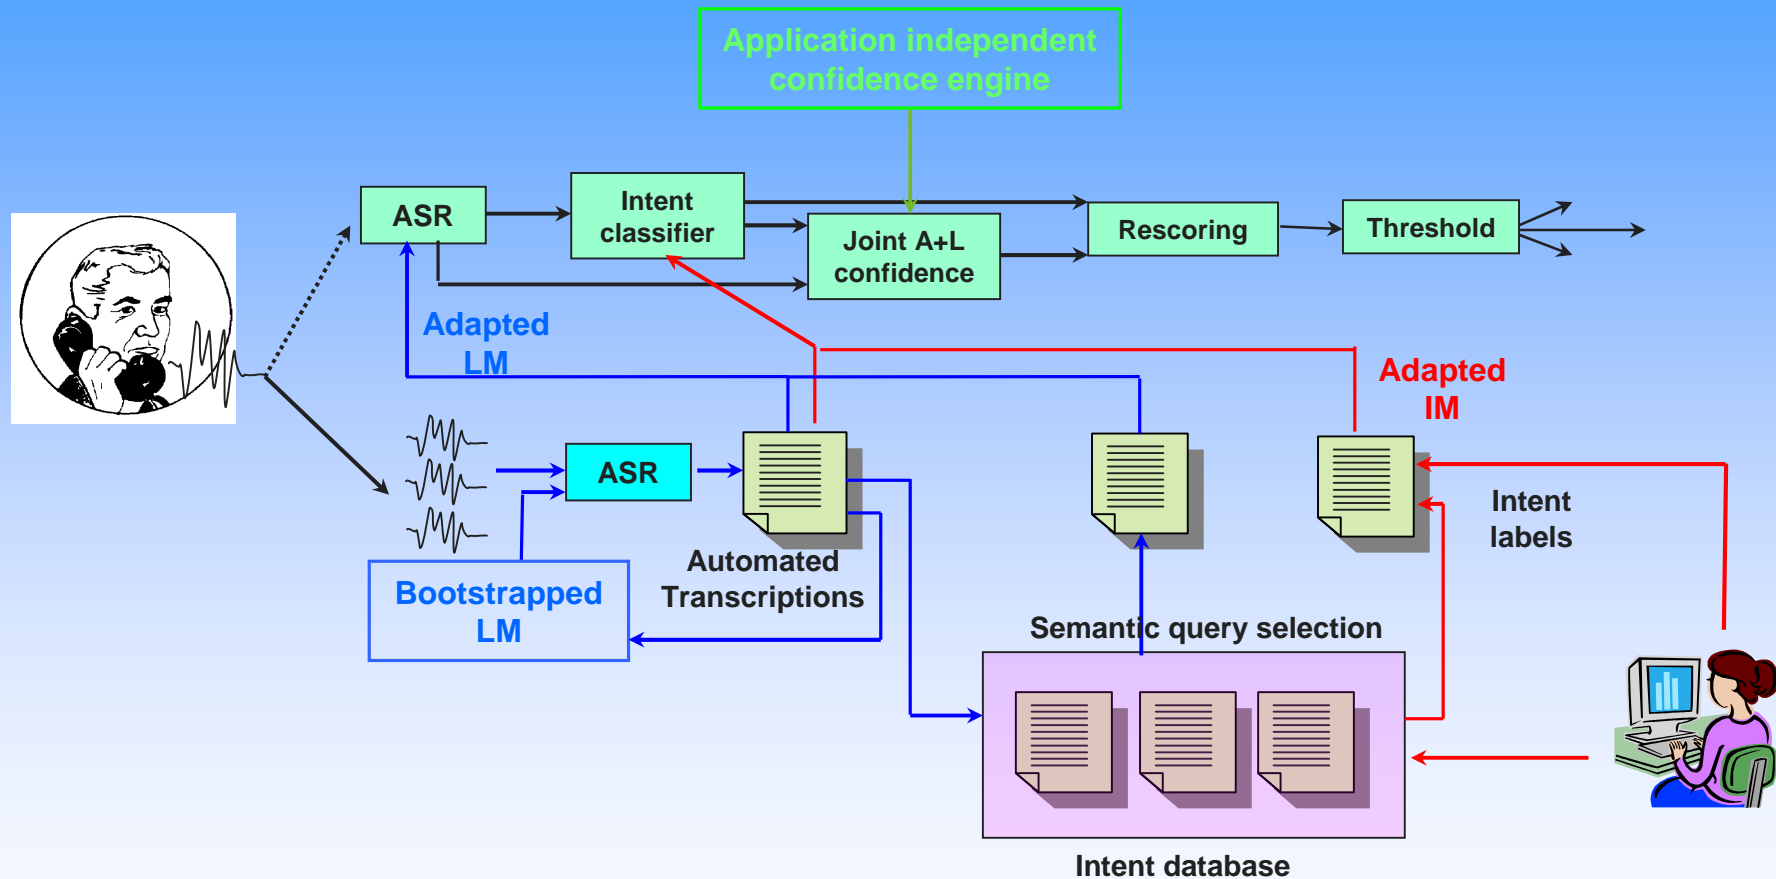 Application independent
confidence engine
ASR
Intent
classifier
Joint A+L
confidence
Rescoring
Threshold
Adapted
LM
Adapted
IM
ASR
Intent
labels
Automated
Transcriptions
Bootstrapped
LM
Semantic query selection
Intent database